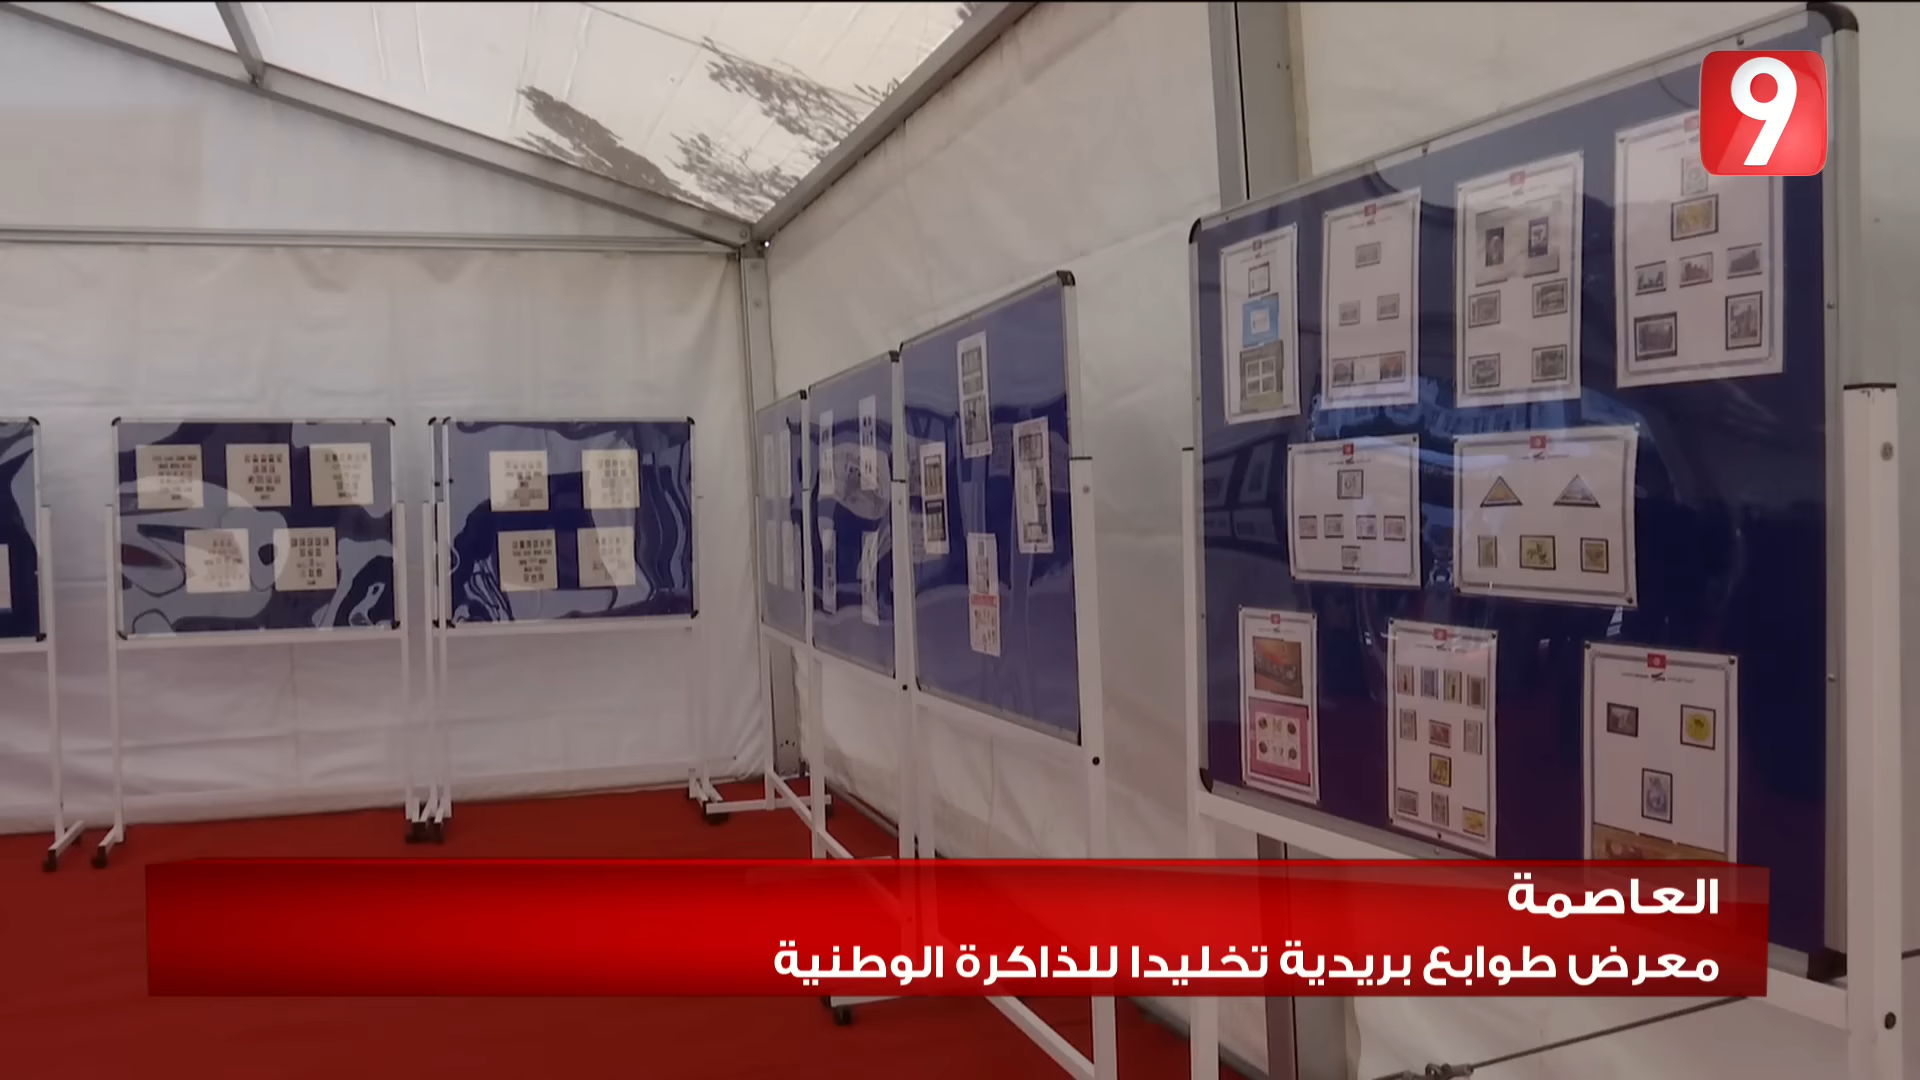 9
العاصمة
معرض طوابع بريدية تخليدا للذاكرة الوطنية